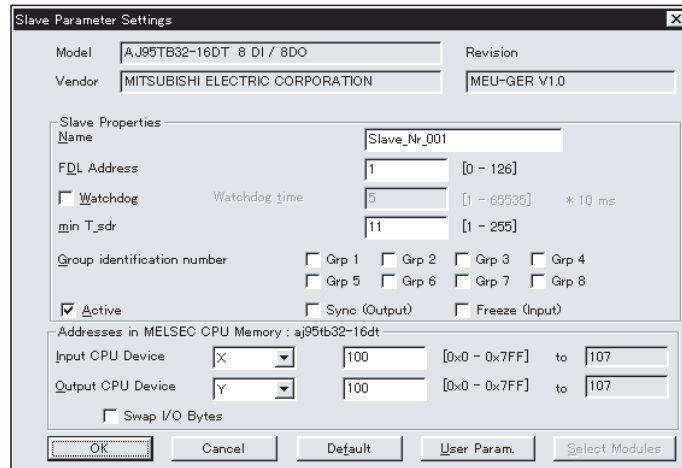 Slave Parameter Settings
Model AJ95TB32-16DT 8 DI / 8DO Revision
Vendor MITSUBISHI ELECTRIC CORPORATION MEU-GER V1.0
Slave Properties
Name Slave_Nr_001
FDL Address 1 [0 - 126]
Watchdog Watchdog time 5 [1 - 65535] * 10 ms
min T_sdr 11 [1 - 255]
Group identification number Grp 1 Grp 2 Grp 3 Grp 4
Grp 5 Grp 6 Grp 7 Grp 8
Active Sync (Output) Freeze (Input)
Addresses in MELSEC CPU Memory : aj95tb32-16dt
Input CPU Device X 100 [0x0 - 0x7FF] to 107
Output CPU Device Y 100 [0x0 - 0x7FF] to 107
Swap I/O Bytes
OK Cancel Default User Param. Select Modules